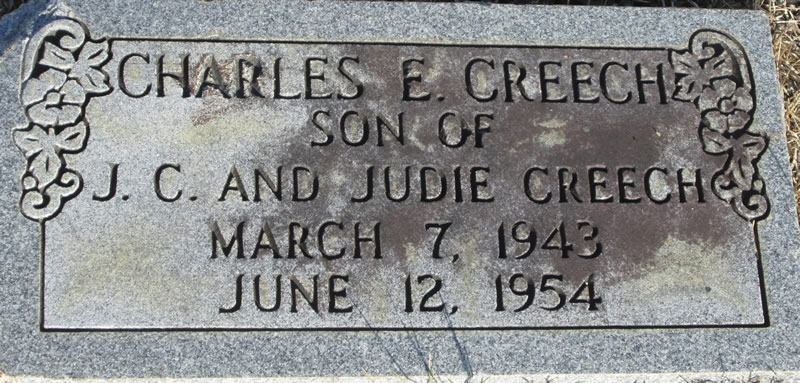 CHARLES E. CREECH
SON OF
J. C. AND JUDIE CREECH
MARCH 7, 1943
JUNE 12, 1954